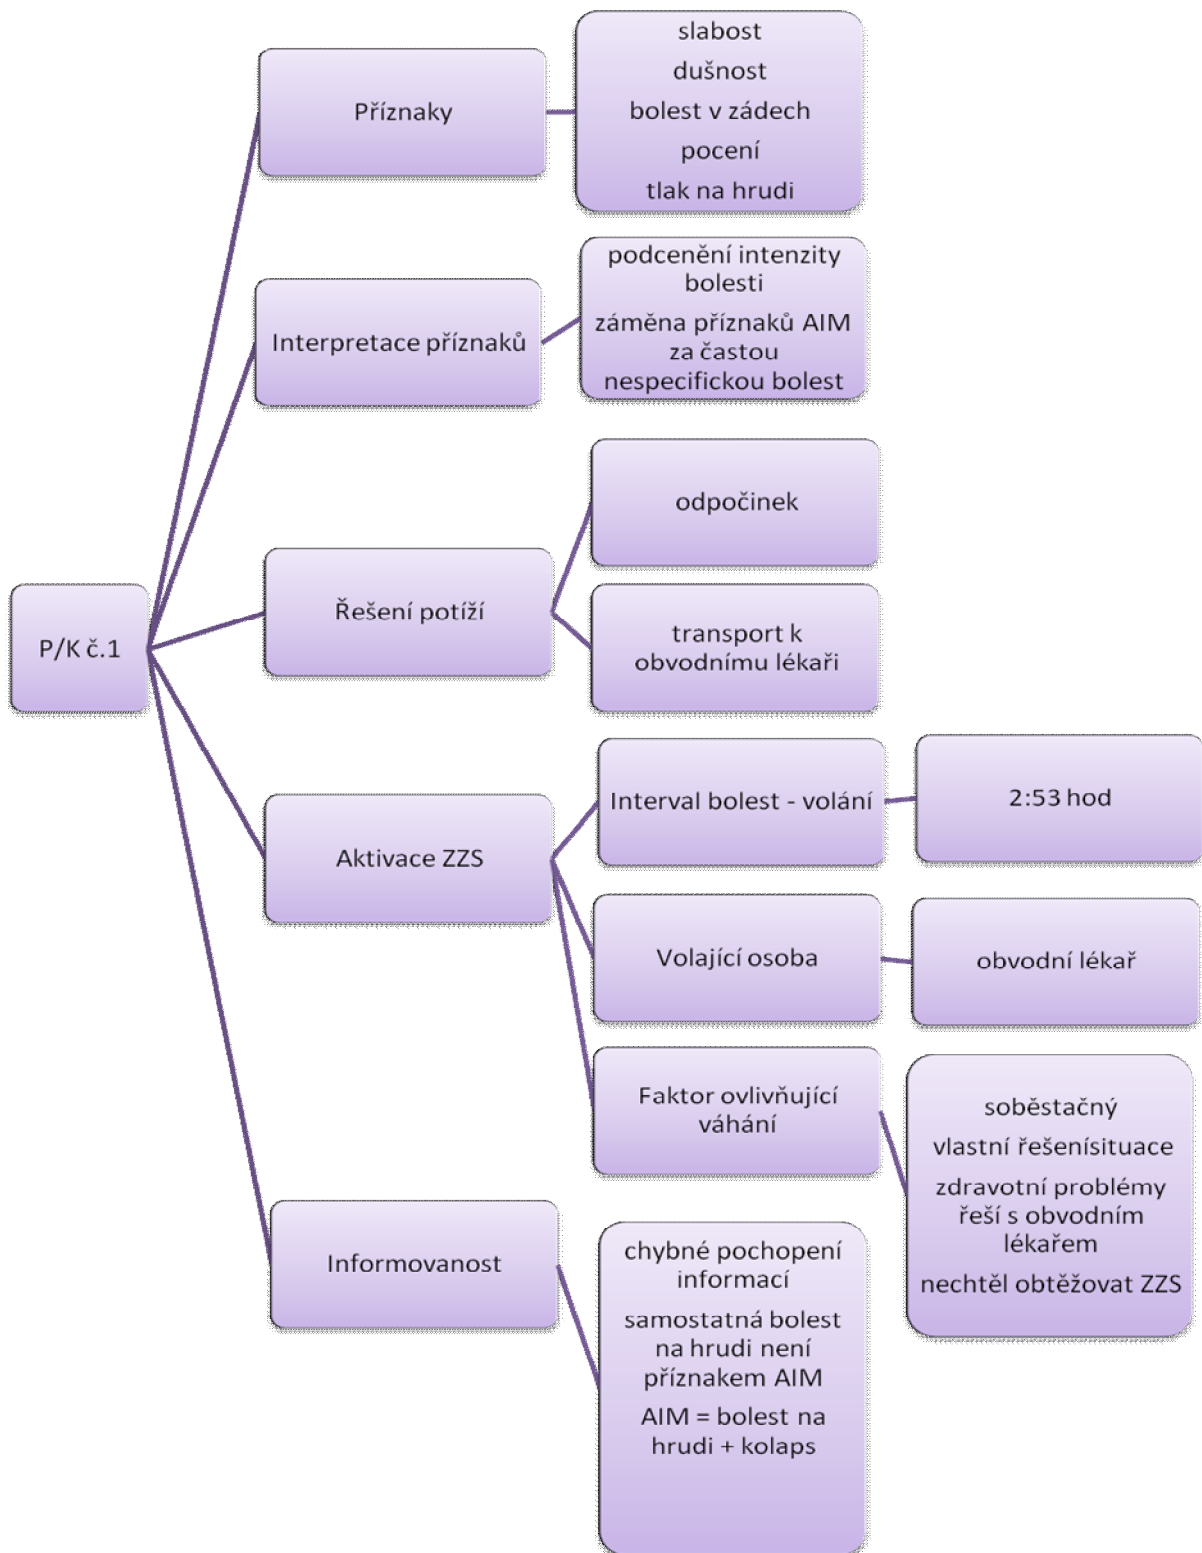 P/K č.1
Příznaky
slabost
dušnost
bolest v zádech
pocení
tlak na hrudi
Interpretace příznaků
podcenění intenzity
bolesti
záměna příznaků AIM
za častou
nespecifickou bolest
Řešení potíží
odpočinek
transport k
obvodnímu lékaři
Aktivace ZZS
Interval bolest - volání
2:53 hod
Volající osoba
obvodní lékař
Faktor ovlivňující
váhání
soběstačný
vlastní řešenísituace
zdravotní problémy
řeší s obvodním
lékařem
nechtěl obtěžovat ZZS
Informovanost
chybné pochopení
informací
samostatná bolest
na hrudi není
příznakem AIM
AIM = bolest na
hrudi + kolaps